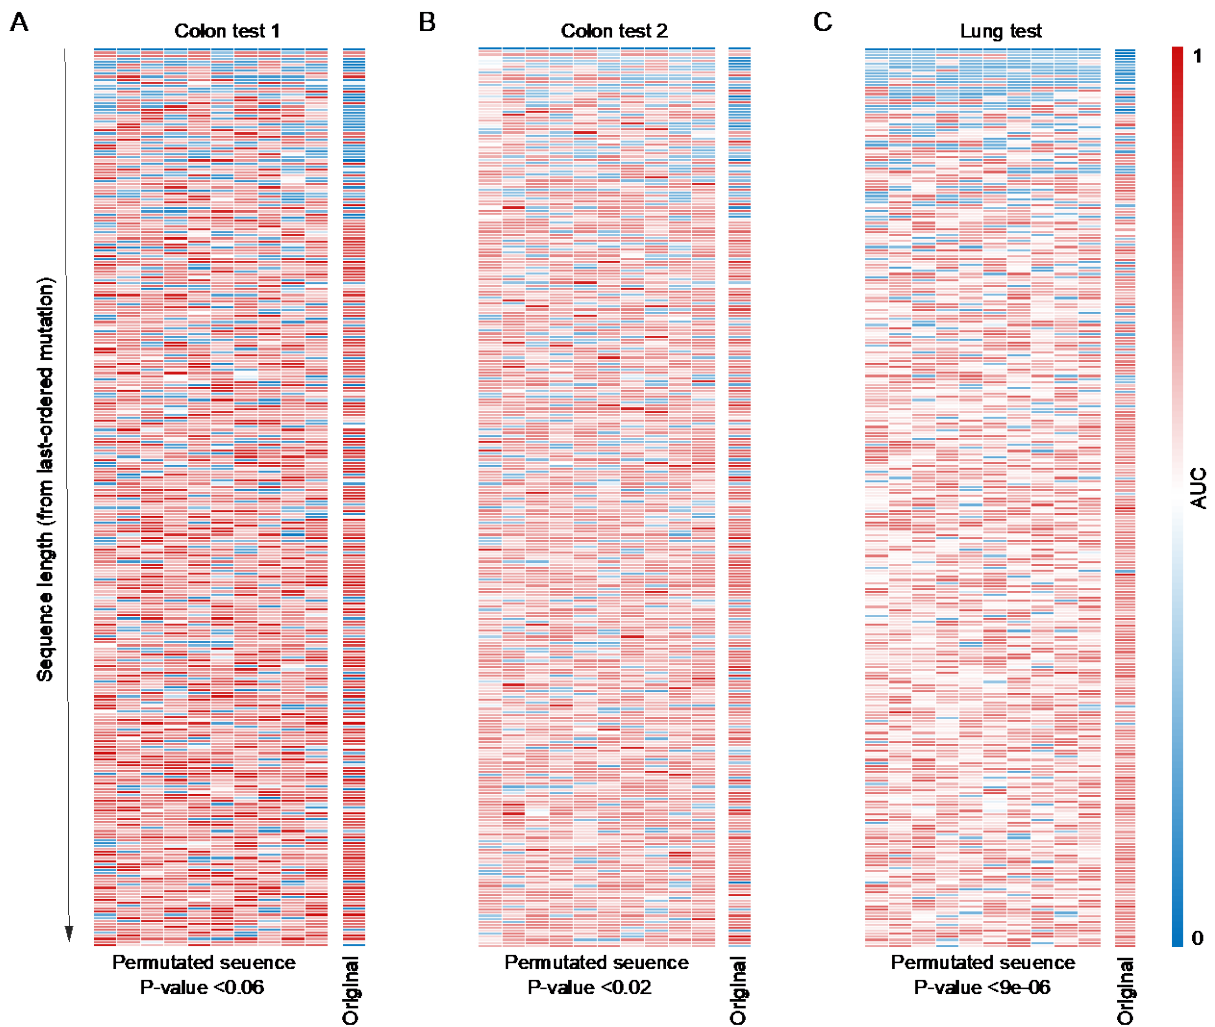 A
Colon test 1
B
Colon test 2
C
Lung test
Sequence length (from last-ordered mutation)
1
AUC
0
Permutated seuence
P-value <0.06
Original
Permutated seuence
P-value <0.02
Original
Permutated seuence
P-value <9e-06
Original